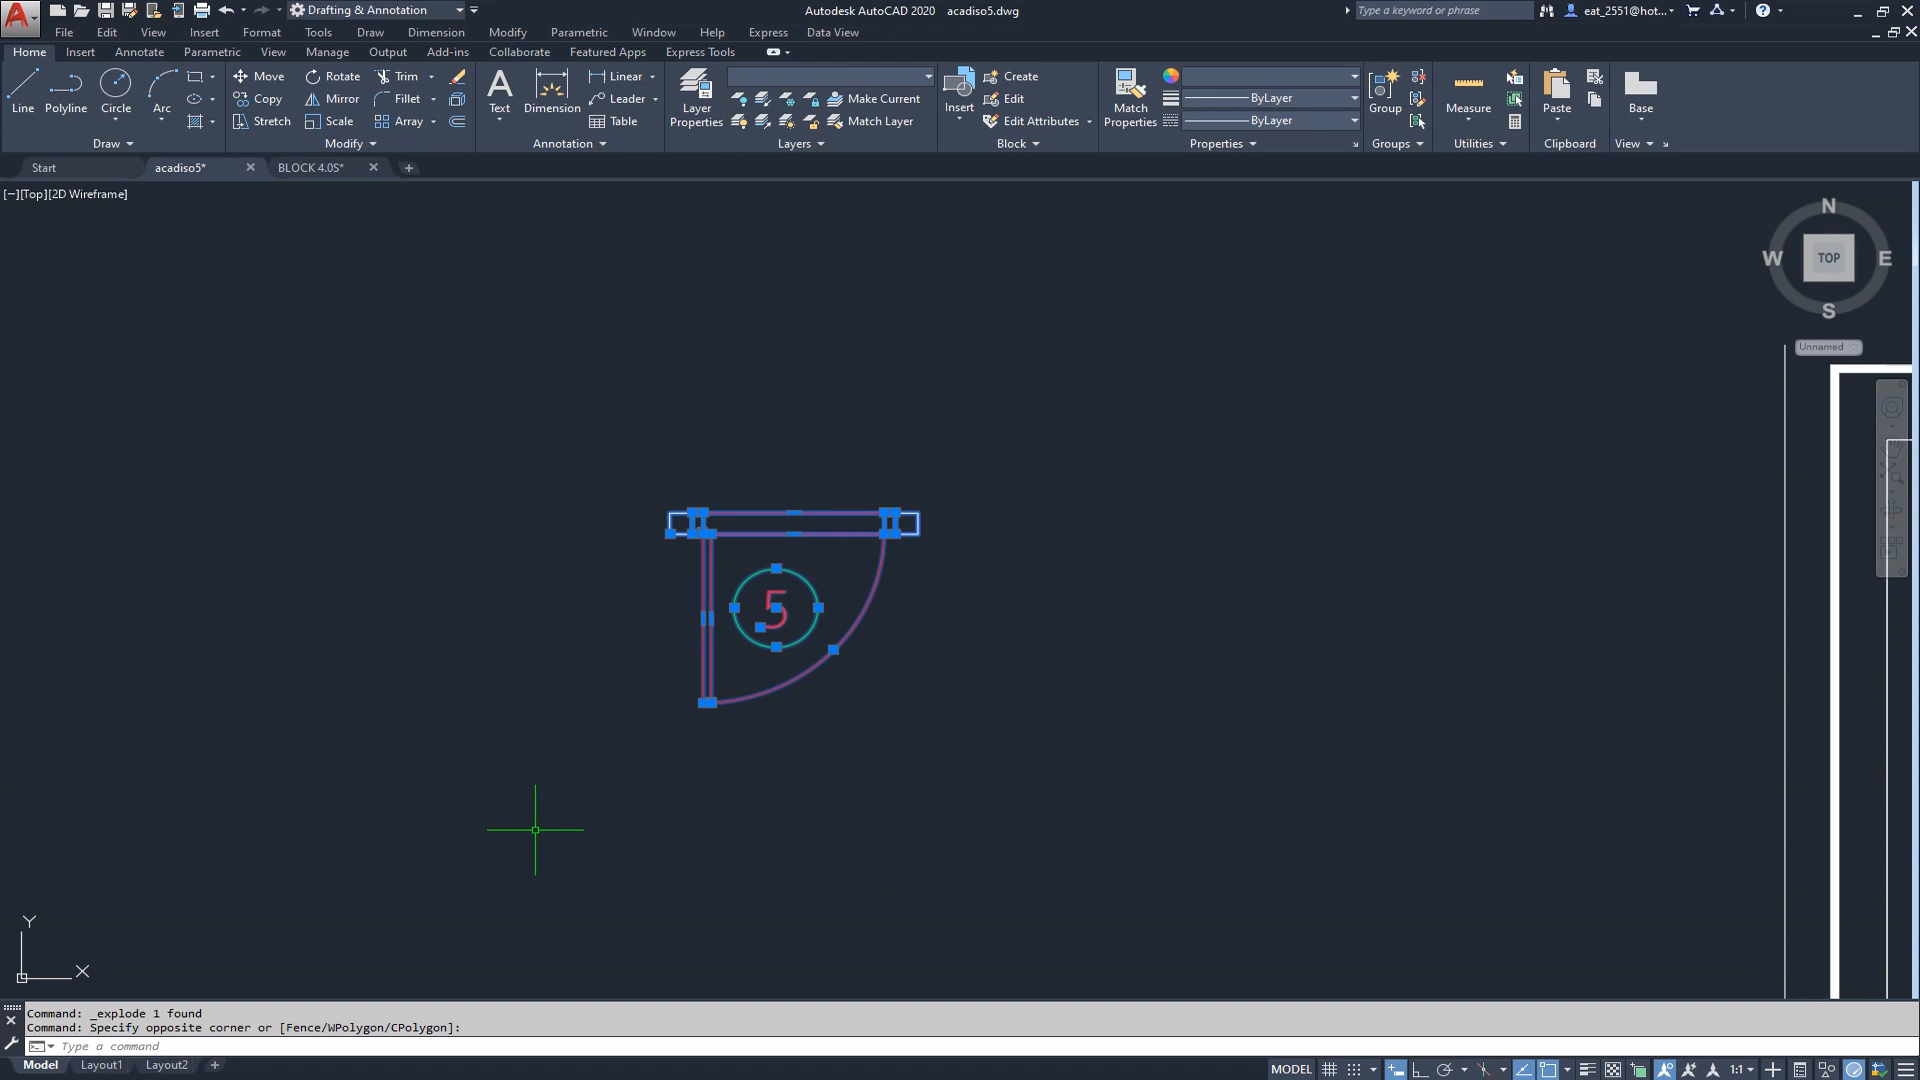 Drafting & Annotation
Autodesk AutoCAD 2020 acadiso5.dwg
Type a keyword or phrase
eat_2551@hot...
File Edit View Insert Format Tools Draw Dimension Modify Parametric Window Help Express Data View
Home Insert Annotate Parametric View Manage Output Add-ins Collaborate Featured Apps Express Tools
Line
Polyline
Circle
Arc
Move
Rotate
Trim
Copy
Mirror
Fillet
Stretch
Scale
Array
Text
Dimension
Linear
Leader
Table
Layer
Properties
Make Current
Match Layer
Insert
Create
Edit
Edit Attributes
Match
Properties
ByLayer
ByLayer
Group
Measure
Paste
Base
Draw
Modify
Annotation
Layers
Block
Properties
Groups
Utilities
Clipboard
View
Start
acadiso5*
BLOCK 4.0S*
[−][Top][2D Wireframe]
N
W
TOP
E
S
Unnamed
5
Y
X
Command: _explode 1 found
Command: Specify opposite corner or [Fence/WPolygon/CPolygon]:
Type a command
Model
Layout1
Layout2
MODEL
1:1